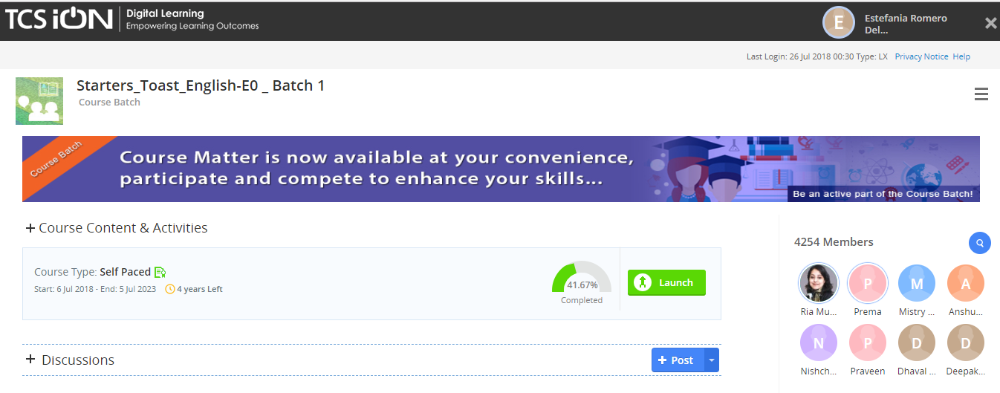 TCS iON
Digital Learning
Empowering Learning Outcomes
E
Estefania Romero
Del...
Last Login: 26 Jul 2018 00:30 Type: LX Privacy Notice Help
Starters_Toast_English-E0 _ Batch 1
Course Batch
Course Batch
Course Matter is now available at your convenience,
participate and compete to enhance your skills...
Be an active part of the Course Batch!
+ Course Content & Activities
Course Type: Self Paced
Start: 6 Jul 2018 - End: 5 Jul 2023 4 years Left
41.67%
Completed
Launch
+ Discussions
+ Post
4254 Members
P M A
Ria Mu... Prema Mistry ... Anshu...
N P D D
Nishch... Praveen Dhaval ... Deepak...